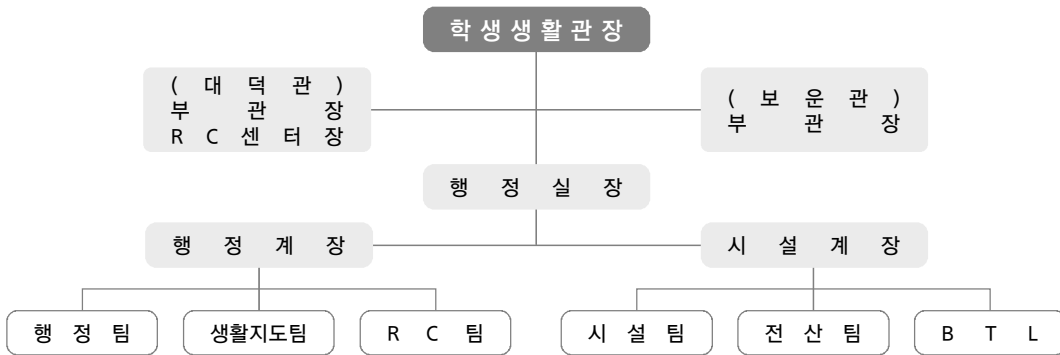 학생생활관장
(대덕관)
부관장
RC센터장
(보운관)
부관장
행정실장
행정계장
시설계장
행정팀
생활지도팀
RC팀
시설팀
전산팀
BTL